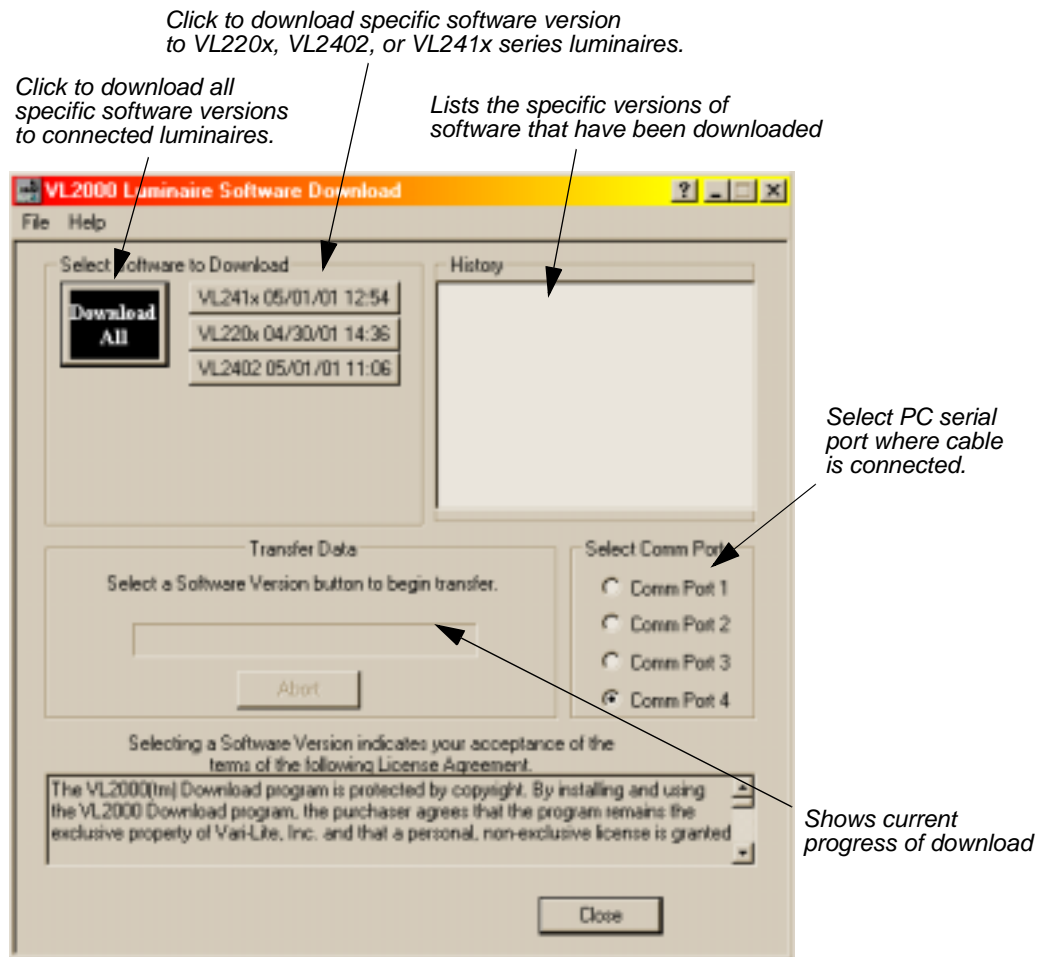 Click to download specific software version
to VL220x, VL2402, or VL241x series luminaires.
Click to download all
specific software versions
to connected luminaires.
Lists the specific versions of
software that have been downloaded
VL2000 Luminaire Software Download
File Help
Select Software to Download
Download
All
VL241x 05/01/01 12:54
VL220x 04/30/01 14:36
VL2402 05/01/01 11:06
History
Select PC serial
port where cable
is connected.
Transfer Data
Select a Software Version button to begin transfer.
Abort
Select Comm Port
Comm Port 1
Comm Port 2
Comm Port 3
Comm Port 4
Selecting a Software Version indicates your acceptance of the
terms of the following License Agreement.
The VL2000(tm) Download program is protected by copyright. By installing and using
the VL2000 Download program, the purchaser agrees that the program remains the
exclusive property of Vari-Lite, Inc. and that a personal, non-exclusive license is granted
Shows current
progress of download
Close